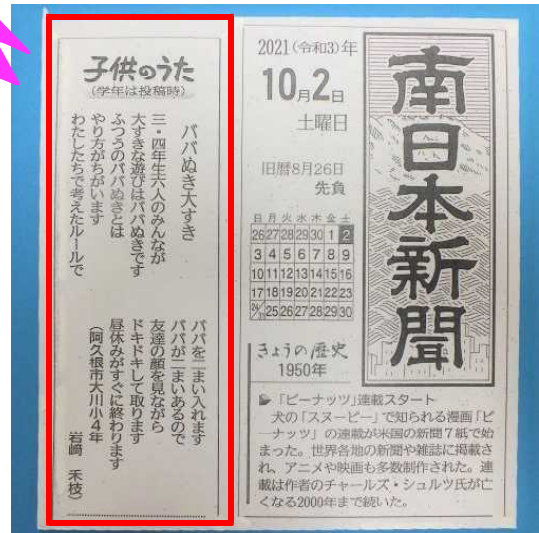 南日本新聞
2021(令和3)年
10月2日
土曜日
旧暦8月26日
先負
日月火水木金土
26 27 28 29 30 1 2
3 4 5 6 7 8 9
10 11 12 13 14 15 16
17 18 19 20 21 22 23
24/31 25 26 27 28 29 30
きょうの歴史
1950年
▶「ピーナッツ」連載スタート
犬の「スヌーピー」で知られる漫画「ピ
ーナッツ」の連載が米国の新聞7紙で始
まった。世界各地の新聞や雑誌に掲載さ
れ、アニメや映画も多数制作された。連
載は作者のチャールズ・シュルツ氏が亡
くなる2000年まで続いた。
子供のうた
(学年は投稿時)
ババぬき大すき
三・四年生六人のみんなが
大すきな遊びはババぬきです
ふつうのババぬきとは
やり方がちがいます
わたしたちで考えたルールで
ババを二まい入れます
ババが二まいあるので
友達の顔を見ながら
ドキドキして取ります
昼休みがすぐに終わります
(阿久根市大川小4年
岩﨑 禾枝)